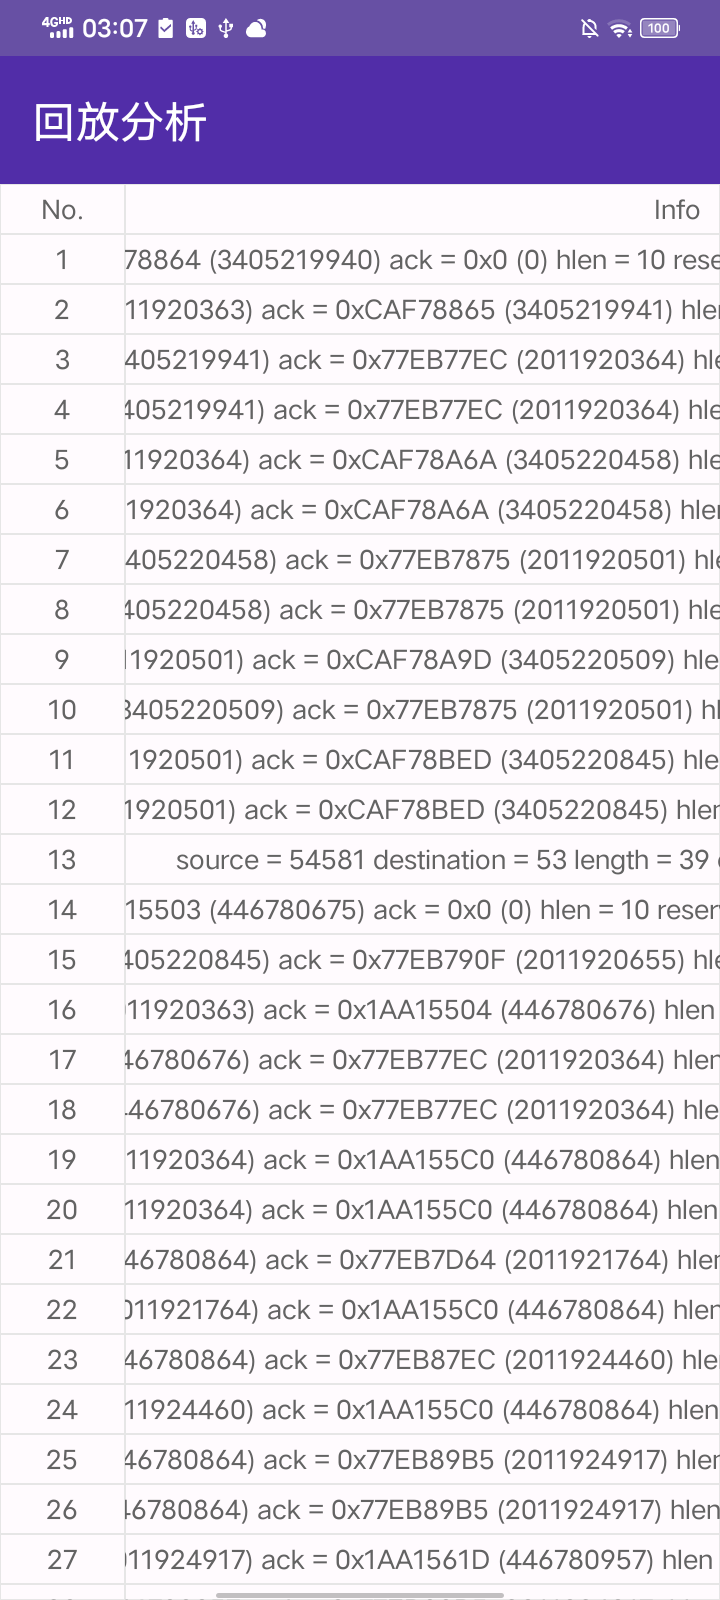 4GHD 03:07 100
回放分析
No. Info
1 78864 (3405219940) ack = 0x0 (0) hlen = 10 rese
2 11920363) ack = 0xCAF78865 (3405219941) hler
3 405219941) ack = 0x77EB77EC (2011920364) hle
4 405219941) ack = 0x77EB77EC (2011920364) hle
5 11920364) ack = 0xCAF78A6A (3405220458) hle
6 1920364) ack = 0xCAF78A6A (3405220458) hler
7 405220458) ack = 0x77EB7875 (2011920501) hle
8 405220458) ack = 0x77EB7875 (2011920501) hle
9 11920501) ack = 0xCAF78A9D (3405220509) hle
10 3405220509) ack = 0x77EB7875 (2011920501) hl
11 1920501) ack = 0xCAF78BED (3405220845) hle
12 1920501) ack = 0xCAF78BED (3405220845) hler
13 source = 54581 destination = 53 length = 39
14 15503 (446780675) ack = 0x0 (0) hlen = 10 reser
15 405220845) ack = 0x77EB790F (2011920655) hle
16 011920363) ack = 0x1AA15504 (446780676) hlen
17 46780676) ack = 0x77EB77EC (2011920364) hlen
18 446780676) ack = 0x77EB77EC (2011920364) hle
19 11920364) ack = 0x1AA155C0 (446780864) hlen
20 11920364) ack = 0x1AA155C0 (446780864) hlen
21 46780864) ack = 0x77EB7D64 (2011921764) hler
22 011921764) ack = 0x1AA155C0 (446780864) hler
23 46780864) ack = 0x77EB87EC (2011924460) hle
24 11924460) ack = 0x1AA155C0 (446780864) hlen
25 46780864) ack = 0x77EB89B5 (2011924917) hler
26 46780864) ack = 0x77EB89B5 (2011924917) hlen
27 011924917) ack = 0x1AA1561D (446780957) hlen